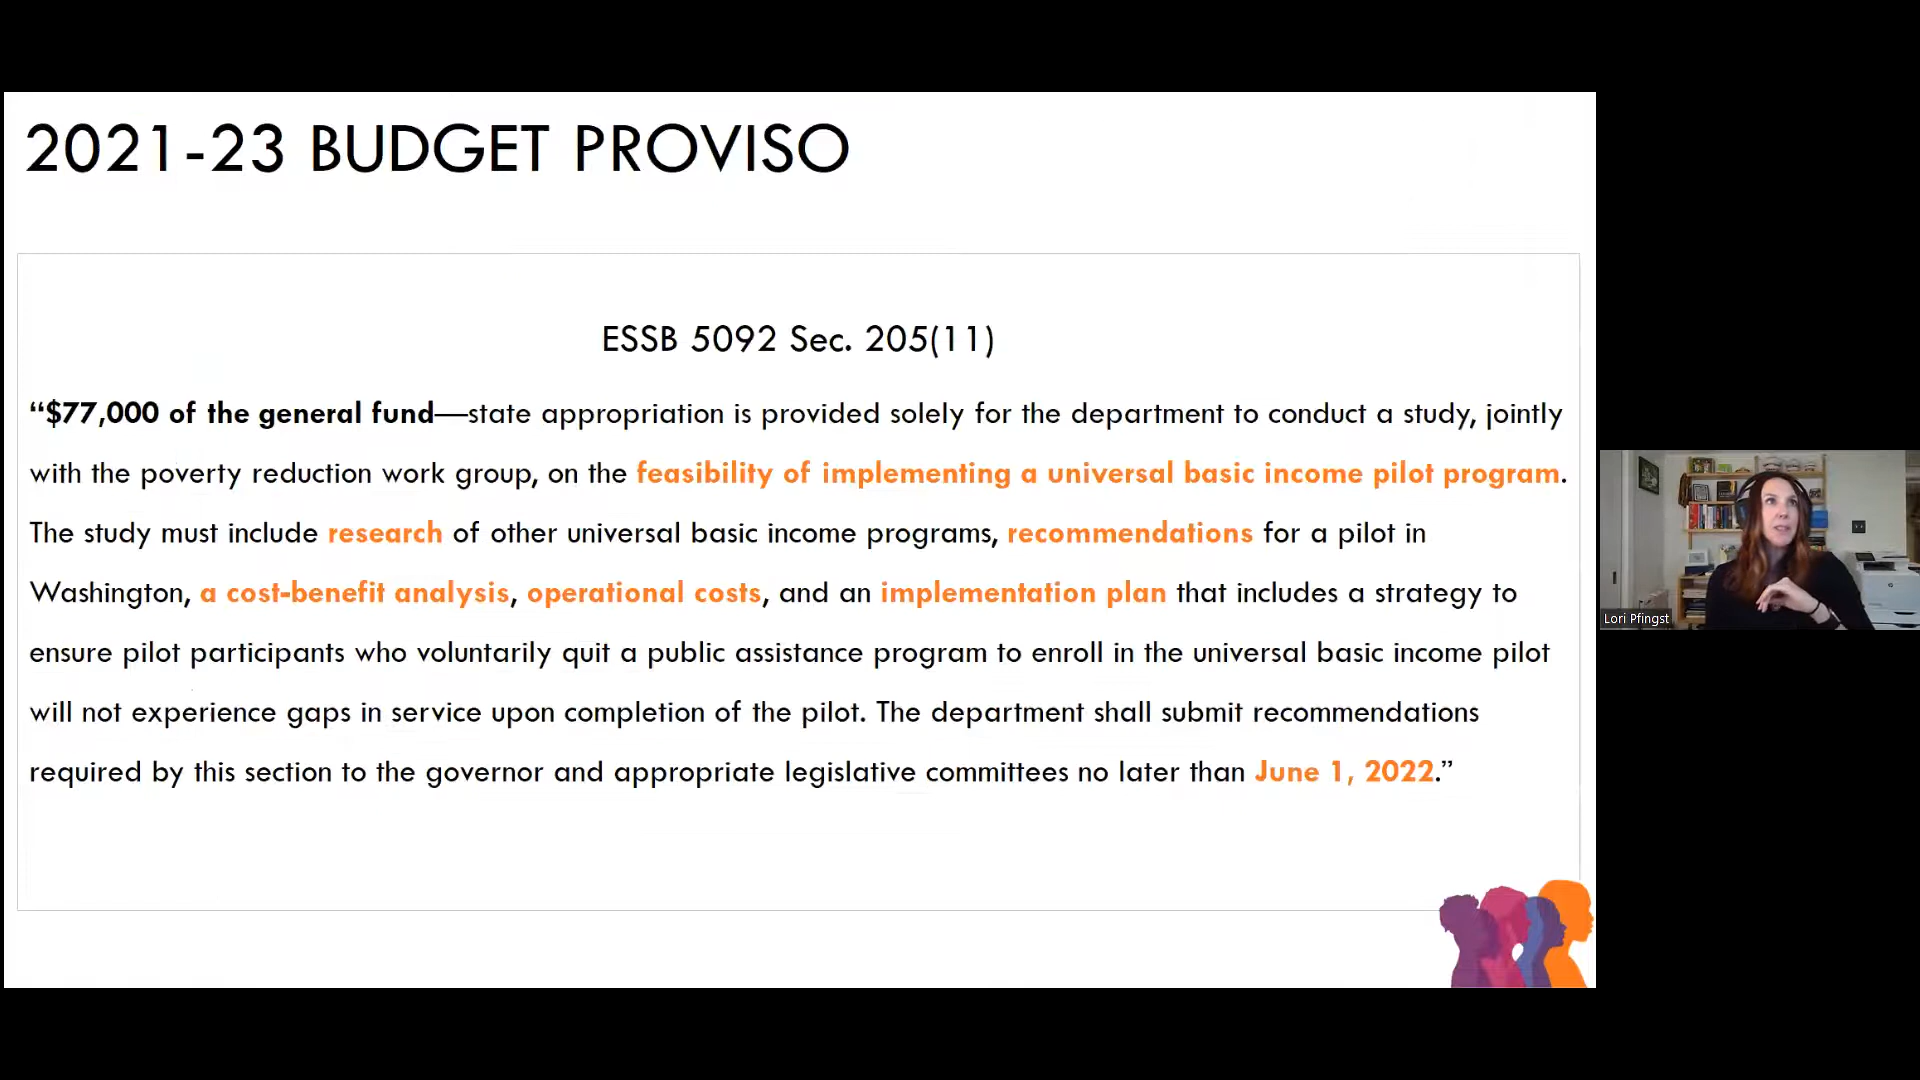 2021-23 BUDGET PROVISO
ESSB 5092 Sec. 205(11)
“$77,000 of the general fund—state appropriation is provided solely for the department to conduct a study, jointly
with the poverty reduction work group, on the feasibility of implementing a universal basic income pilot program.
The study must include research of other universal basic income programs, recommendations for a pilot in
Washington, a cost-benefit analysis, operational costs, and an implementation plan that includes a strategy to
ensure pilot participants who voluntarily quit a public assistance program to enroll in the universal basic income pilot
will not experience gaps in service upon completion of the pilot. The department shall submit recommendations
required by this section to the governor and appropriate legislative committees no later than June 1, 2022.”
Lori Pfingst